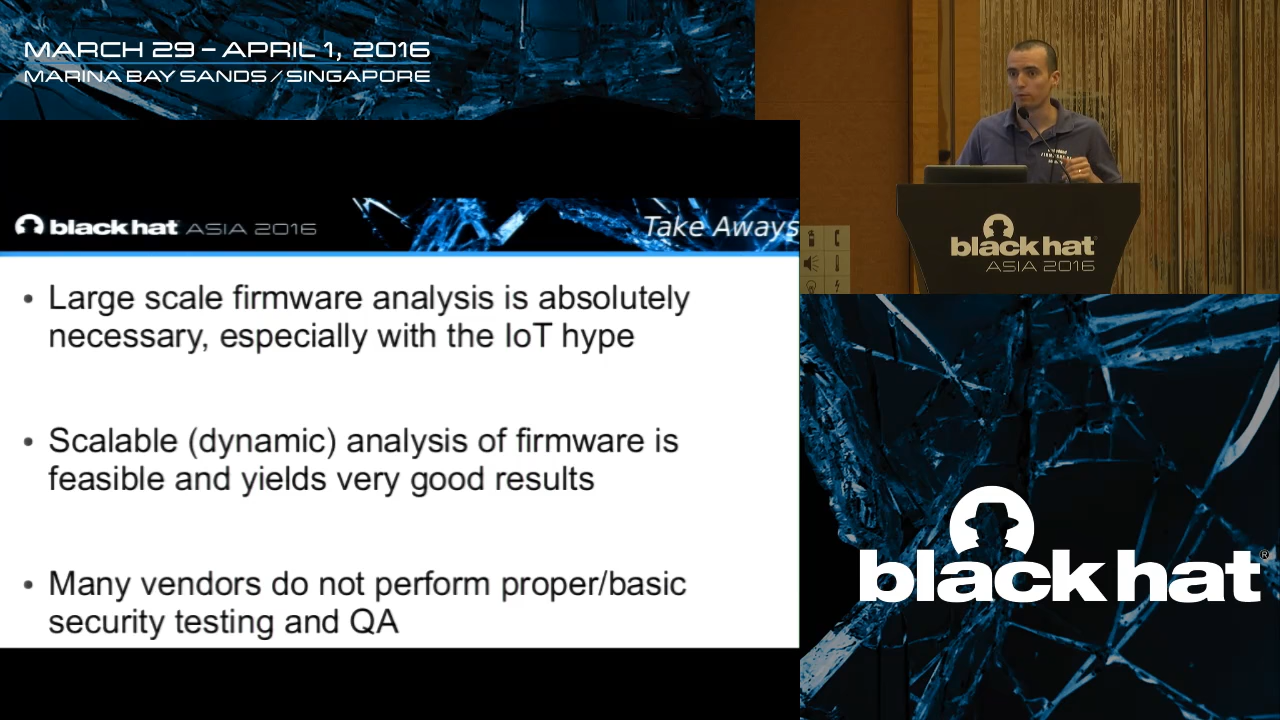 MARCH 29 – APRIL 1, 2016
MARINA BAY SANDS / SINGAPORE
black hat ASIA 2016
Take Aways
• Large scale firmware analysis is absolutely
necessary, especially with the IoT hype
• Scalable (dynamic) analysis of firmware is
feasible and yields very good results
• Many vendors do not perform proper/basic
security testing and QA
black hat
ASIA 2016
black hat®